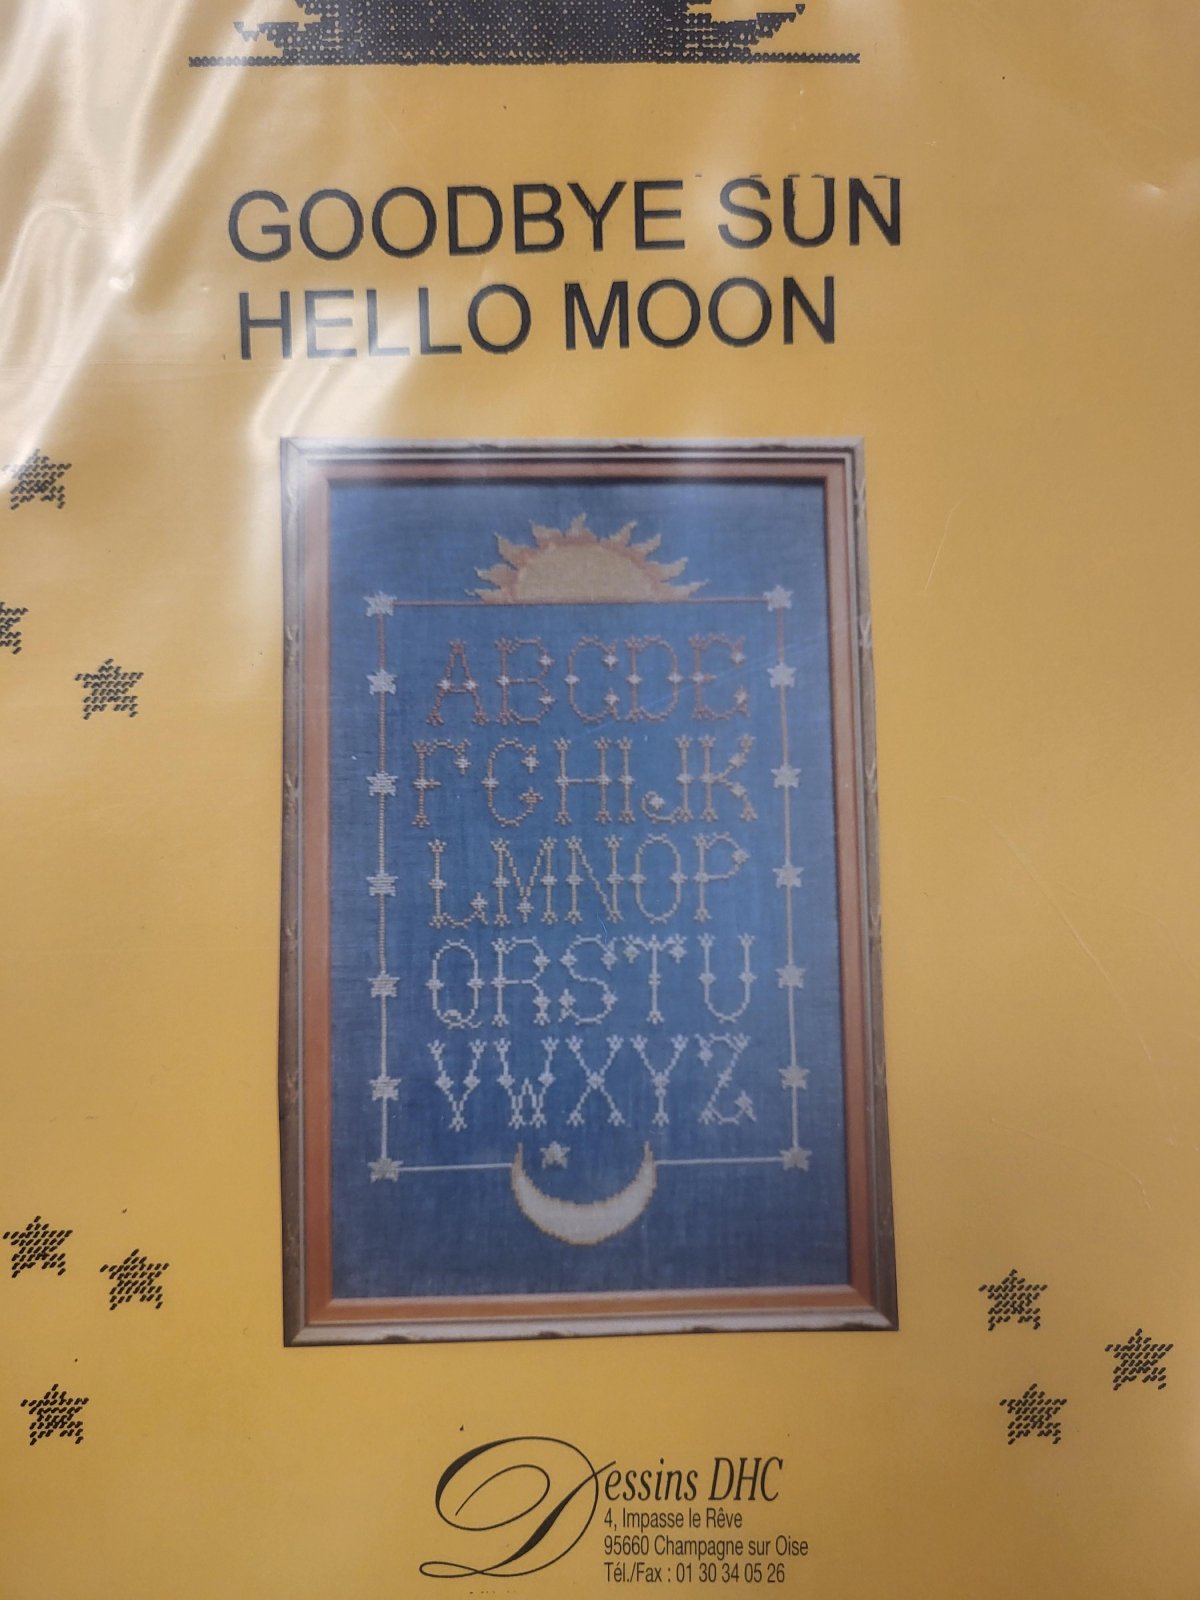 GOODBYE SUN
HELLO MOON
ABCDE
FGHIJK
LMNOP
QRSTU
VWXYZ
Dessins DHC
4, Impasse le Rêve
95660 Champagne sur Oise
Tél./Fax : 01 30 34 05 26